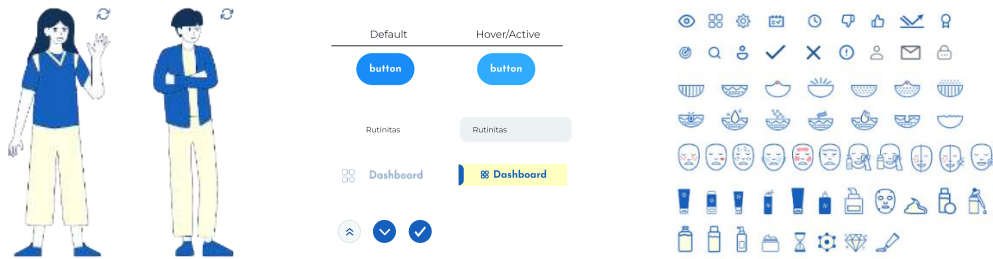 Default Hover/Active
button button
Rutinitas Rutinitas
Dashboard Dashboard